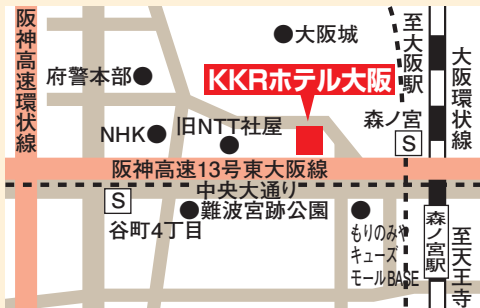 阪神高速環状線
大阪城
至大阪駅
大阪環状線
府警本部
KKRホテル大阪
森ノ宮
S
NHK
旧NTT社屋
阪神高速13号東大阪線
中央大通り
S
谷町4丁目
難波宮跡公園
もりのみや
キューズ
モールBASE
森ノ宮駅
至天王寺